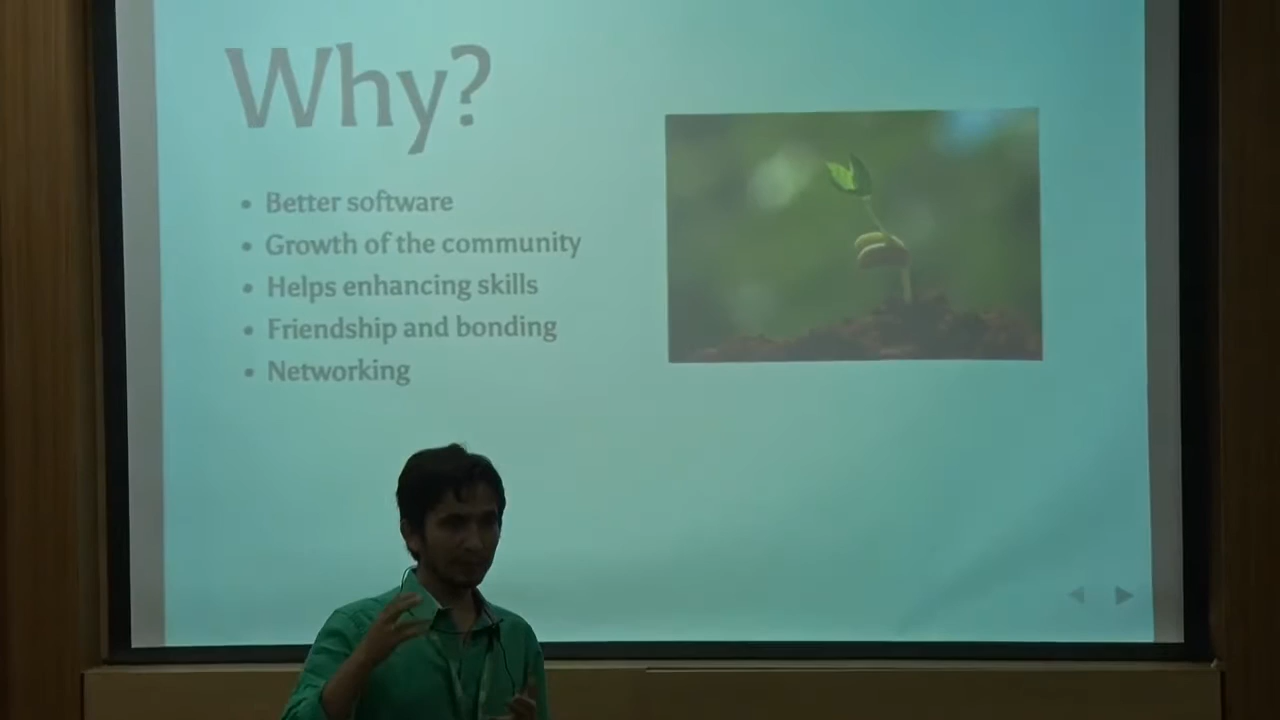 Why?
• Better software
• Growth of the community
• Helps enhancing skills
• Friendship and bonding
• Networking